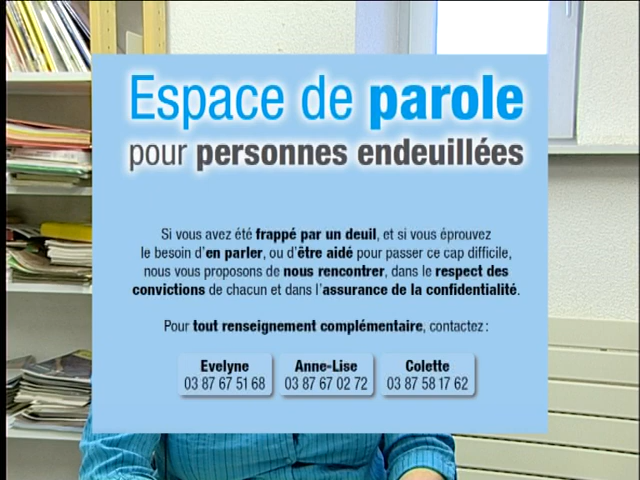 Espace de parole
pour personnes endeuillées
Si vous avez été frappé par un deuil, et si vous éprouvez
le besoin d'en parler, ou d'être aidé pour passer ce cap difficile,
nous vous proposons de nous rencontrer, dans le respect des
convictions de chacun et dans l'assurance de la confidentialité.
Pour tout renseignement complémentaire, contactez :
Evelyne
03 87 67 51 68
Anne-Lise
03 87 67 02 72
Colette
03 87 58 17 62